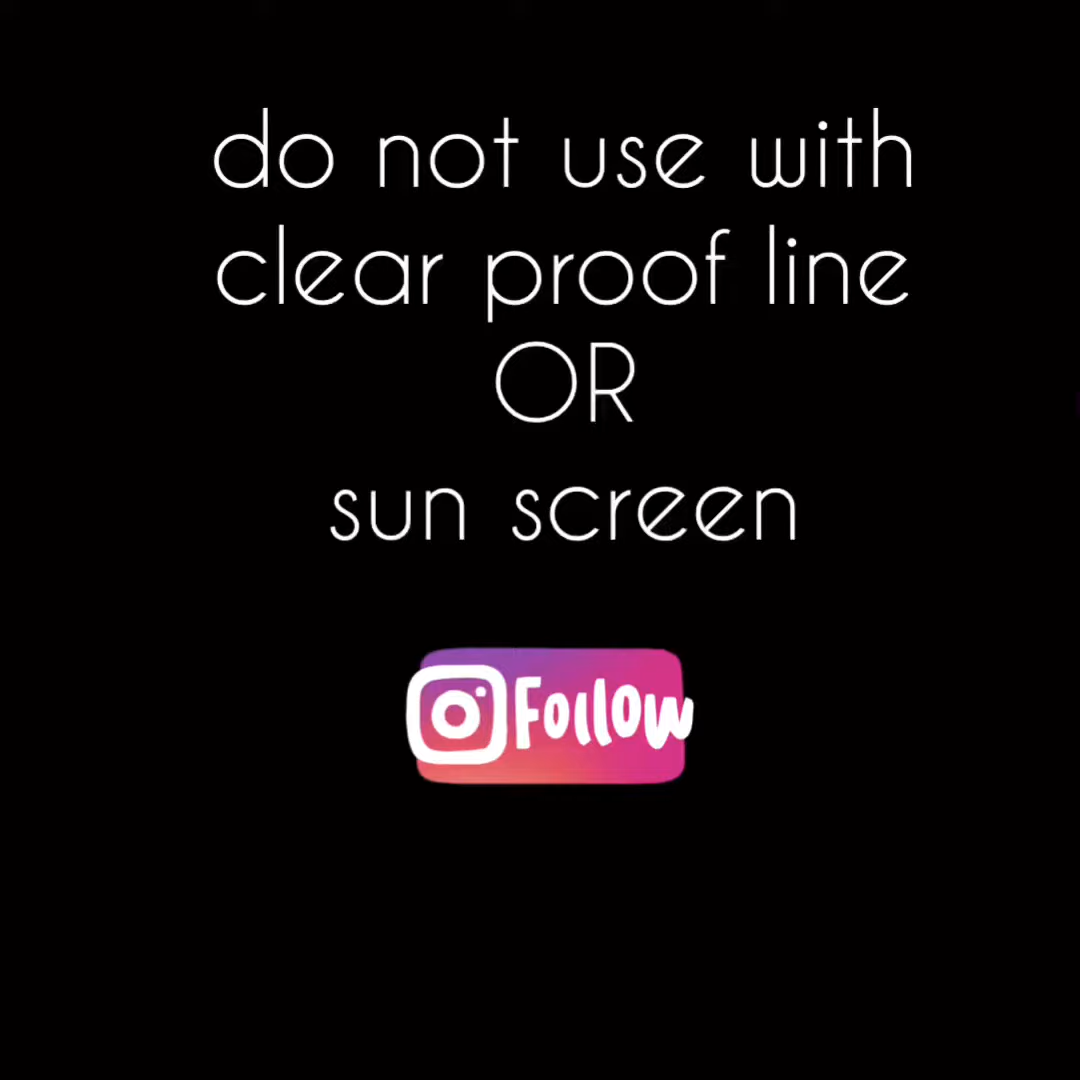 do not use with
clear proof line
OR
sun screen
Follow